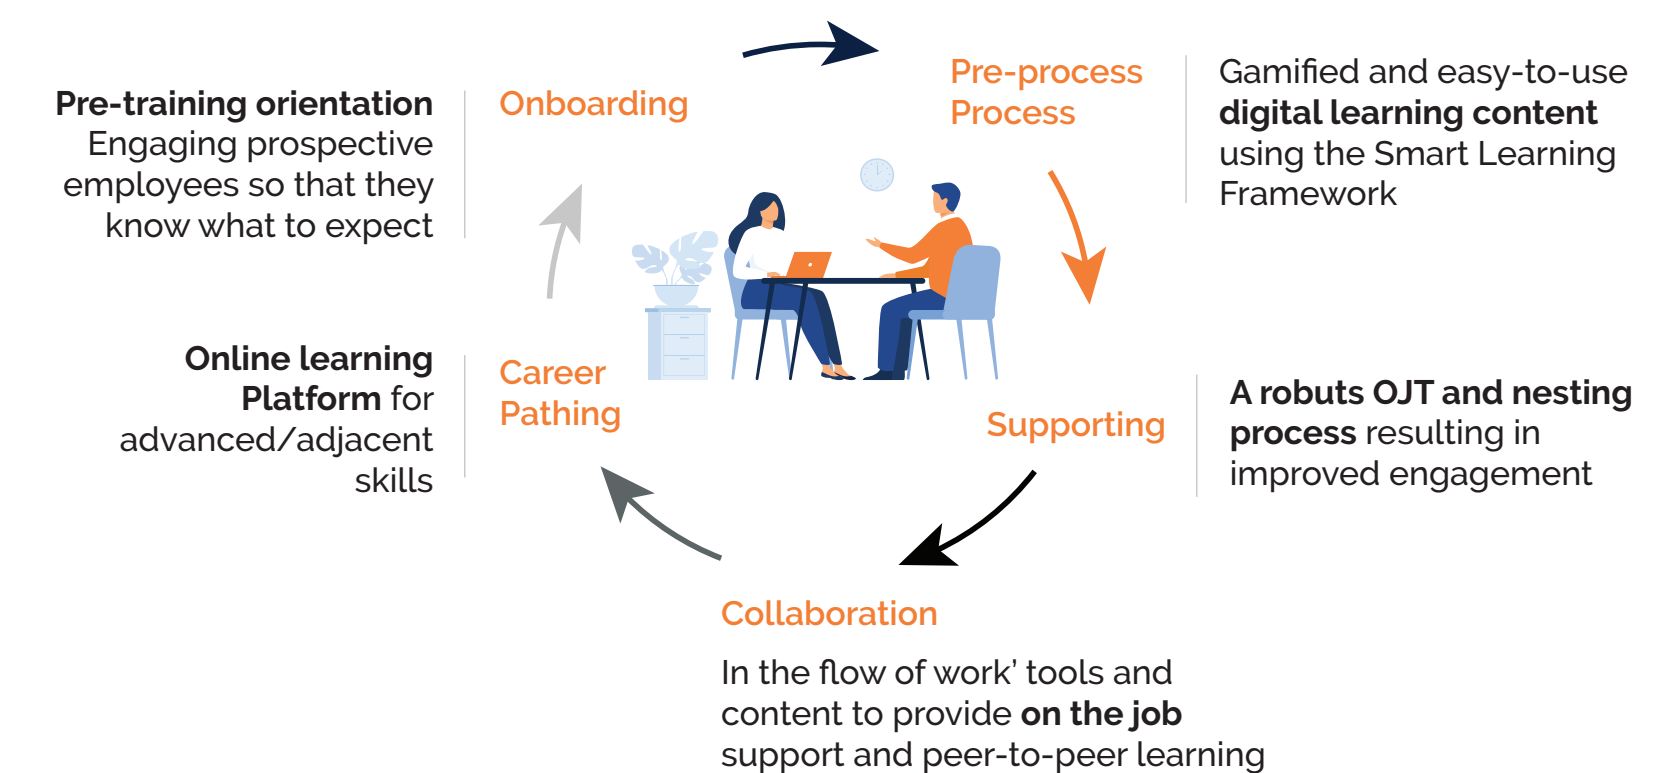 Onboarding
Pre-training orientation
Engaging prospective
employees so that they
know what to expect
Pre-process
Process
Gamified and easy-to-use
digital learning content
using the Smart Learning
Framework
Supporting
A robuts OJT and nesting
process resulting in
improved engagement
Collaboration
In the flow of work’ tools and
content to provide on the job
support and peer-to-peer learning
Career
Pathing
Online learning
Platform for
advanced/adjacent
skills